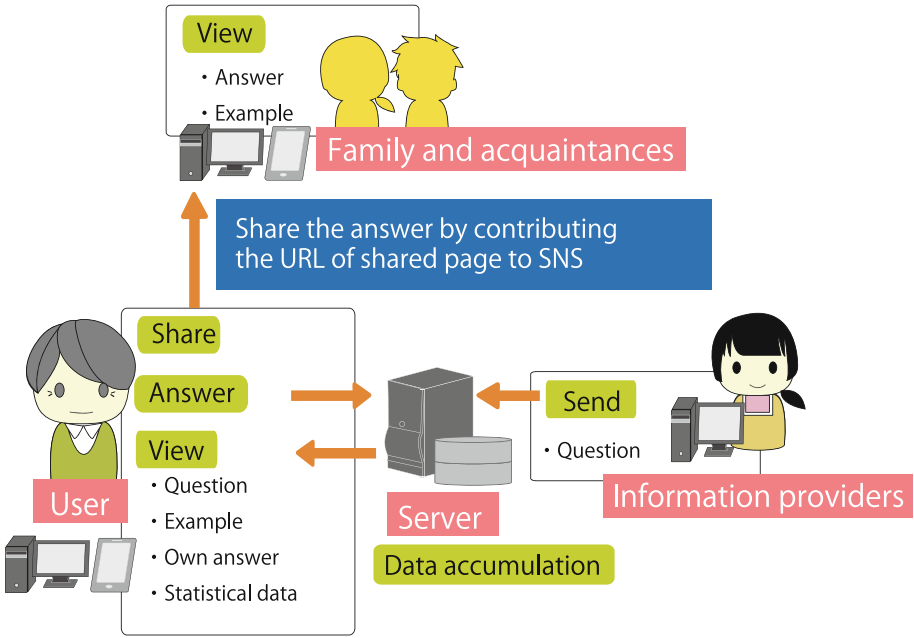 View
・Answer
・Example
Family and acquaintances
Share the answer by contributing
the URL of shared page to SNS
Share
Answer
View
・Question
・Example
・Own answer
・Statistical data
User
Server
Data accumulation
Send
・Question
Information providers